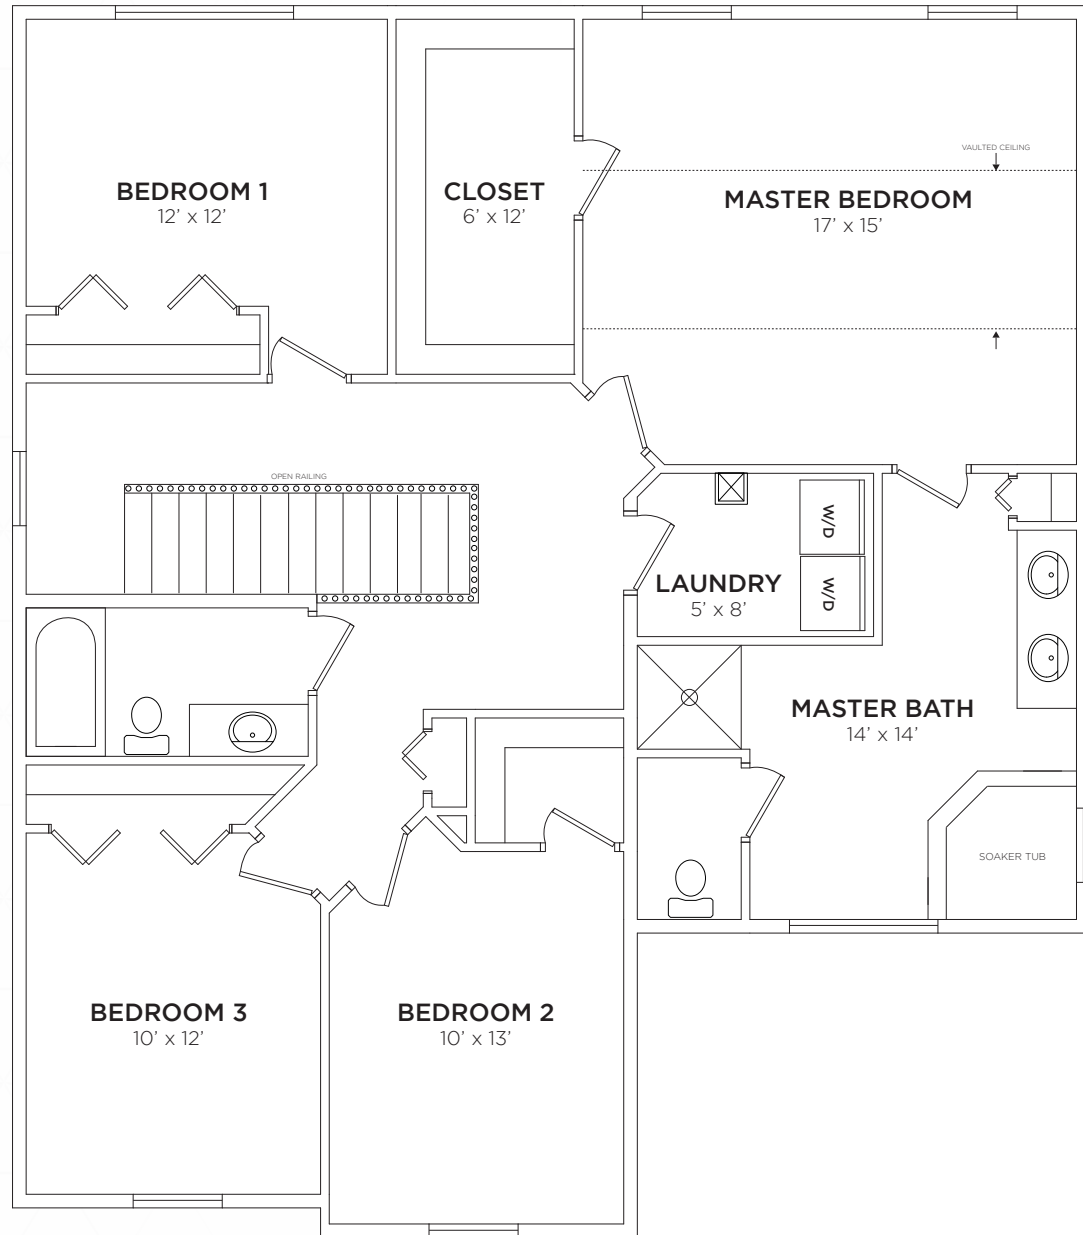 BEDROOM 1
12’ x 12’
CLOSET
6’ x 12’
VAULTED CEILING
MASTER BEDROOM
17’ x 15’
OPEN RAILING
W/D
W/D
LAUNDRY
5’ x 8’
MASTER BATH
14’ x 14’
SOAKER TUB
BEDROOM 3
10’ x 12’
BEDROOM 2
10’ x 13’